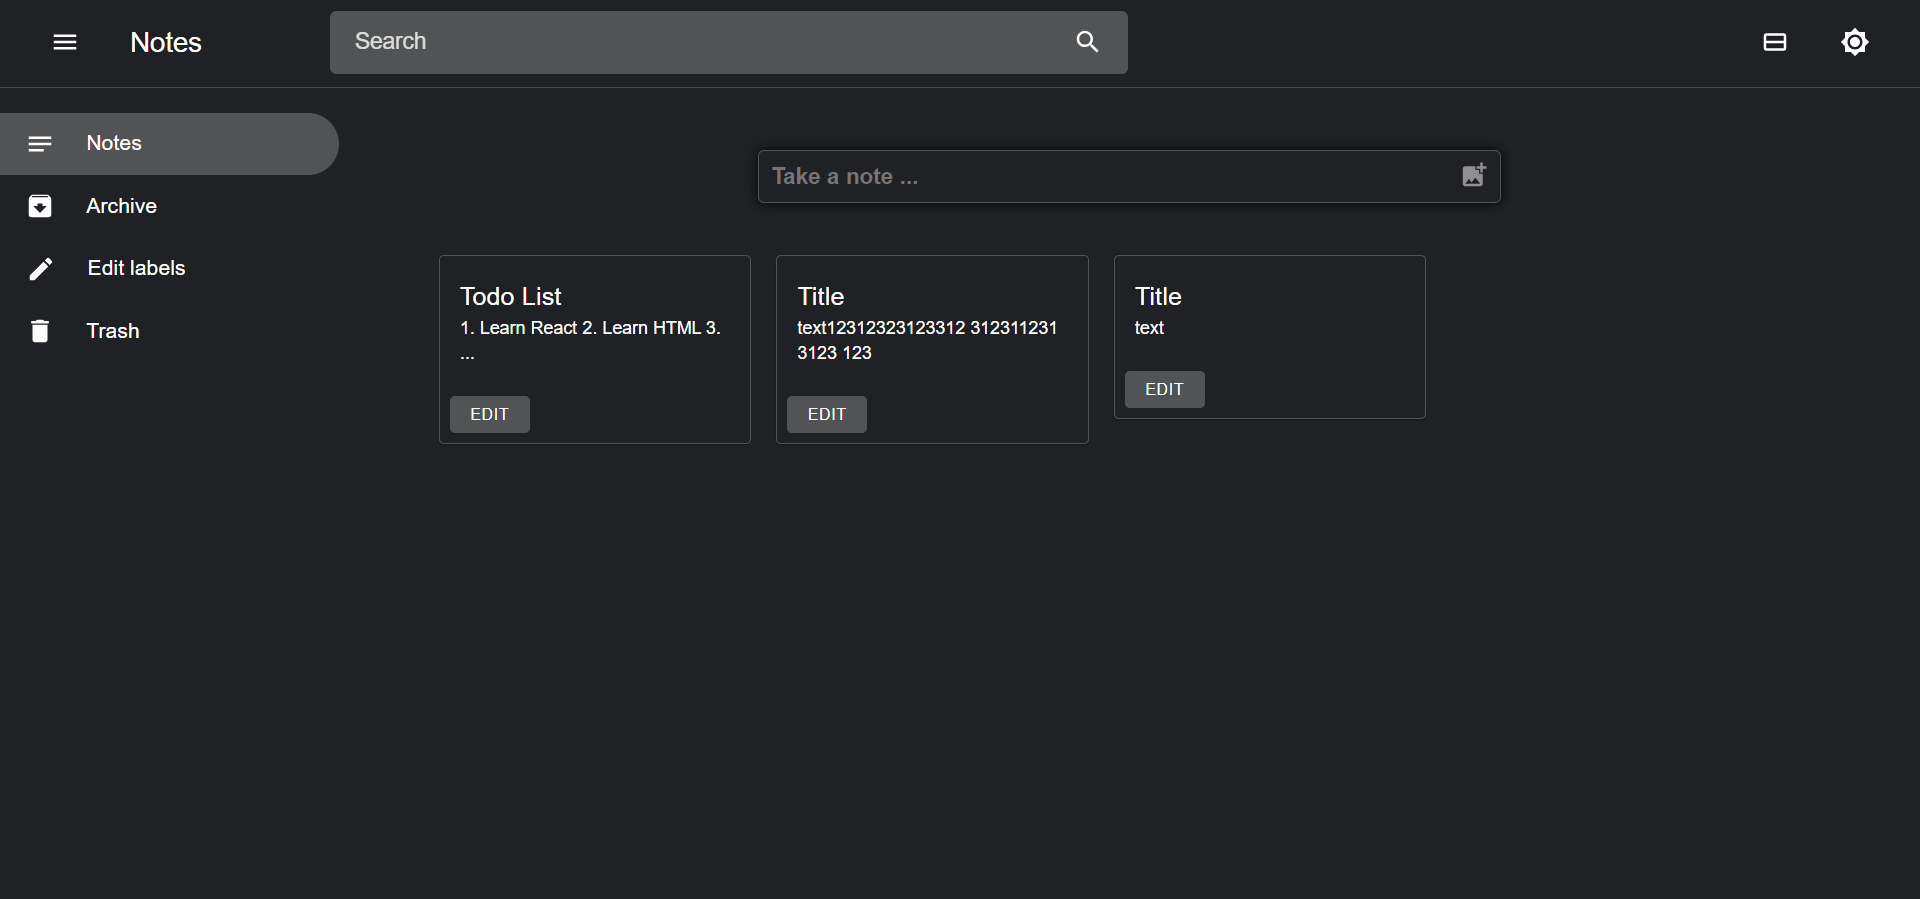 Notes
Search
Notes
Archive
Edit labels
Trash
Take a note ...
Todo List
1. Learn React 2. Learn HTML 3.
...
EDIT
Title
text12312323123312 312311231
3123 123
EDIT
Title
text
EDIT